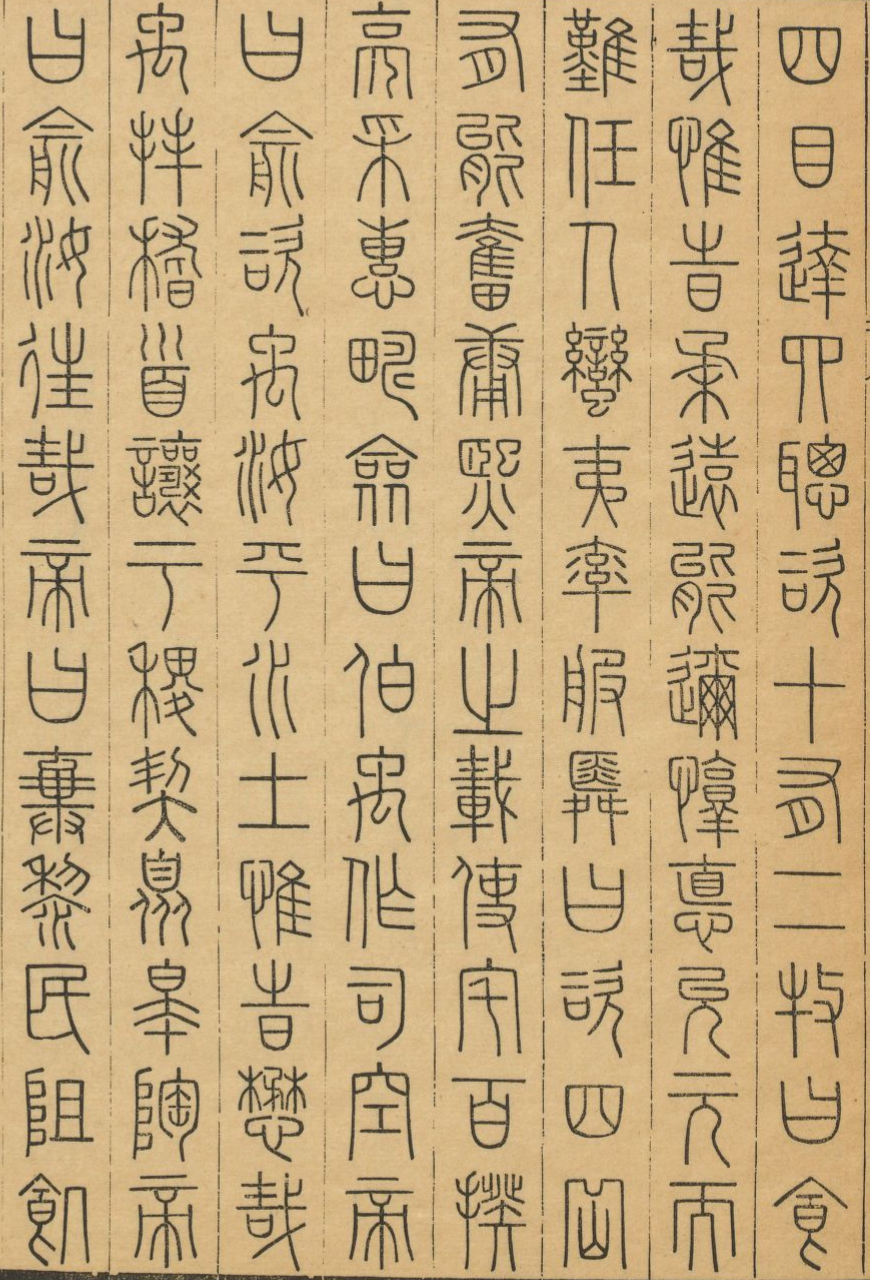 四目達四聰咨十有二牧曰食
哉惟旹柔遠能邇惇悳允元而
難任人蠻夷率服舜曰咨四岳
有能奮庸熙帝之載使宅百揆
亮采惠疇僉曰伯禹作司空帝
曰俞咨禹汝平水土惟旹懋哉
禹拜稽首讓于稷契臮皋陶帝
曰俞汝往哉帝曰棄黎民阻飢